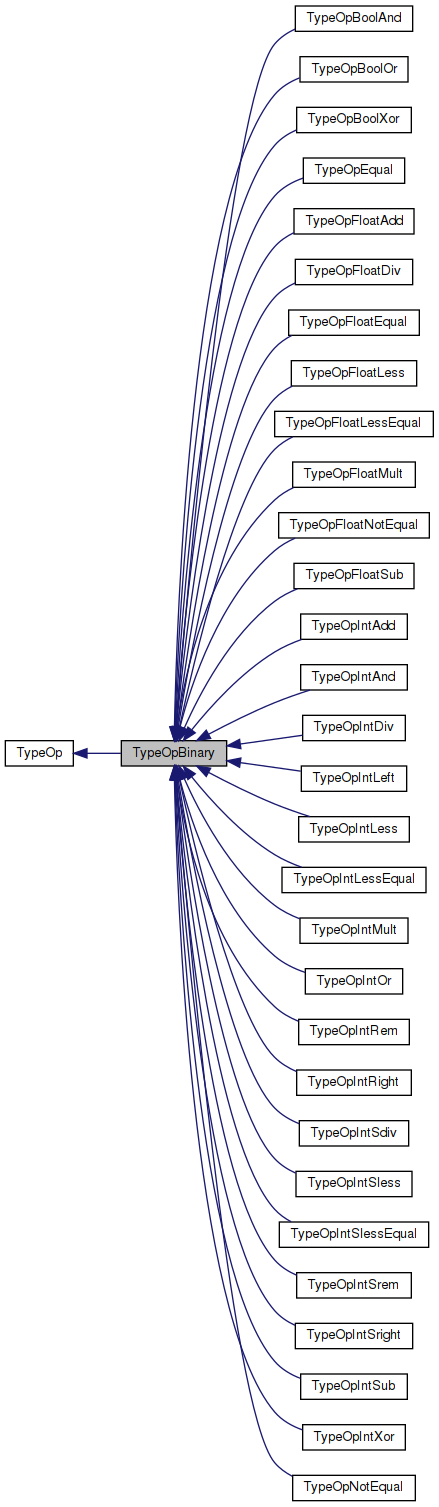 TypeOpBoolAnd
TypeOpBoolOr
TypeOpBoolXor
TypeOpEqual
TypeOpFloatAdd
TypeOpFloatDiv
TypeOpFloatEqual
TypeOpFloatLess
TypeOpFloatLessEqual
TypeOpFloatMult
TypeOpFloatNotEqual
TypeOpFloatSub
TypeOpIntAdd
TypeOpIntAnd
TypeOpIntDiv
TypeOp
TypeOpBinary
TypeOpIntLeft
TypeOpIntLess
TypeOpIntLessEqual
TypeOpIntMult
TypeOpIntOr
TypeOpIntRem
TypeOpIntRight
TypeOpIntSdiv
TypeOpIntSless
TypeOpIntSlessEqual
TypeOpIntSrem
TypeOpIntSright
TypeOpIntSub
TypeOpIntXor
TypeOpNotEqual